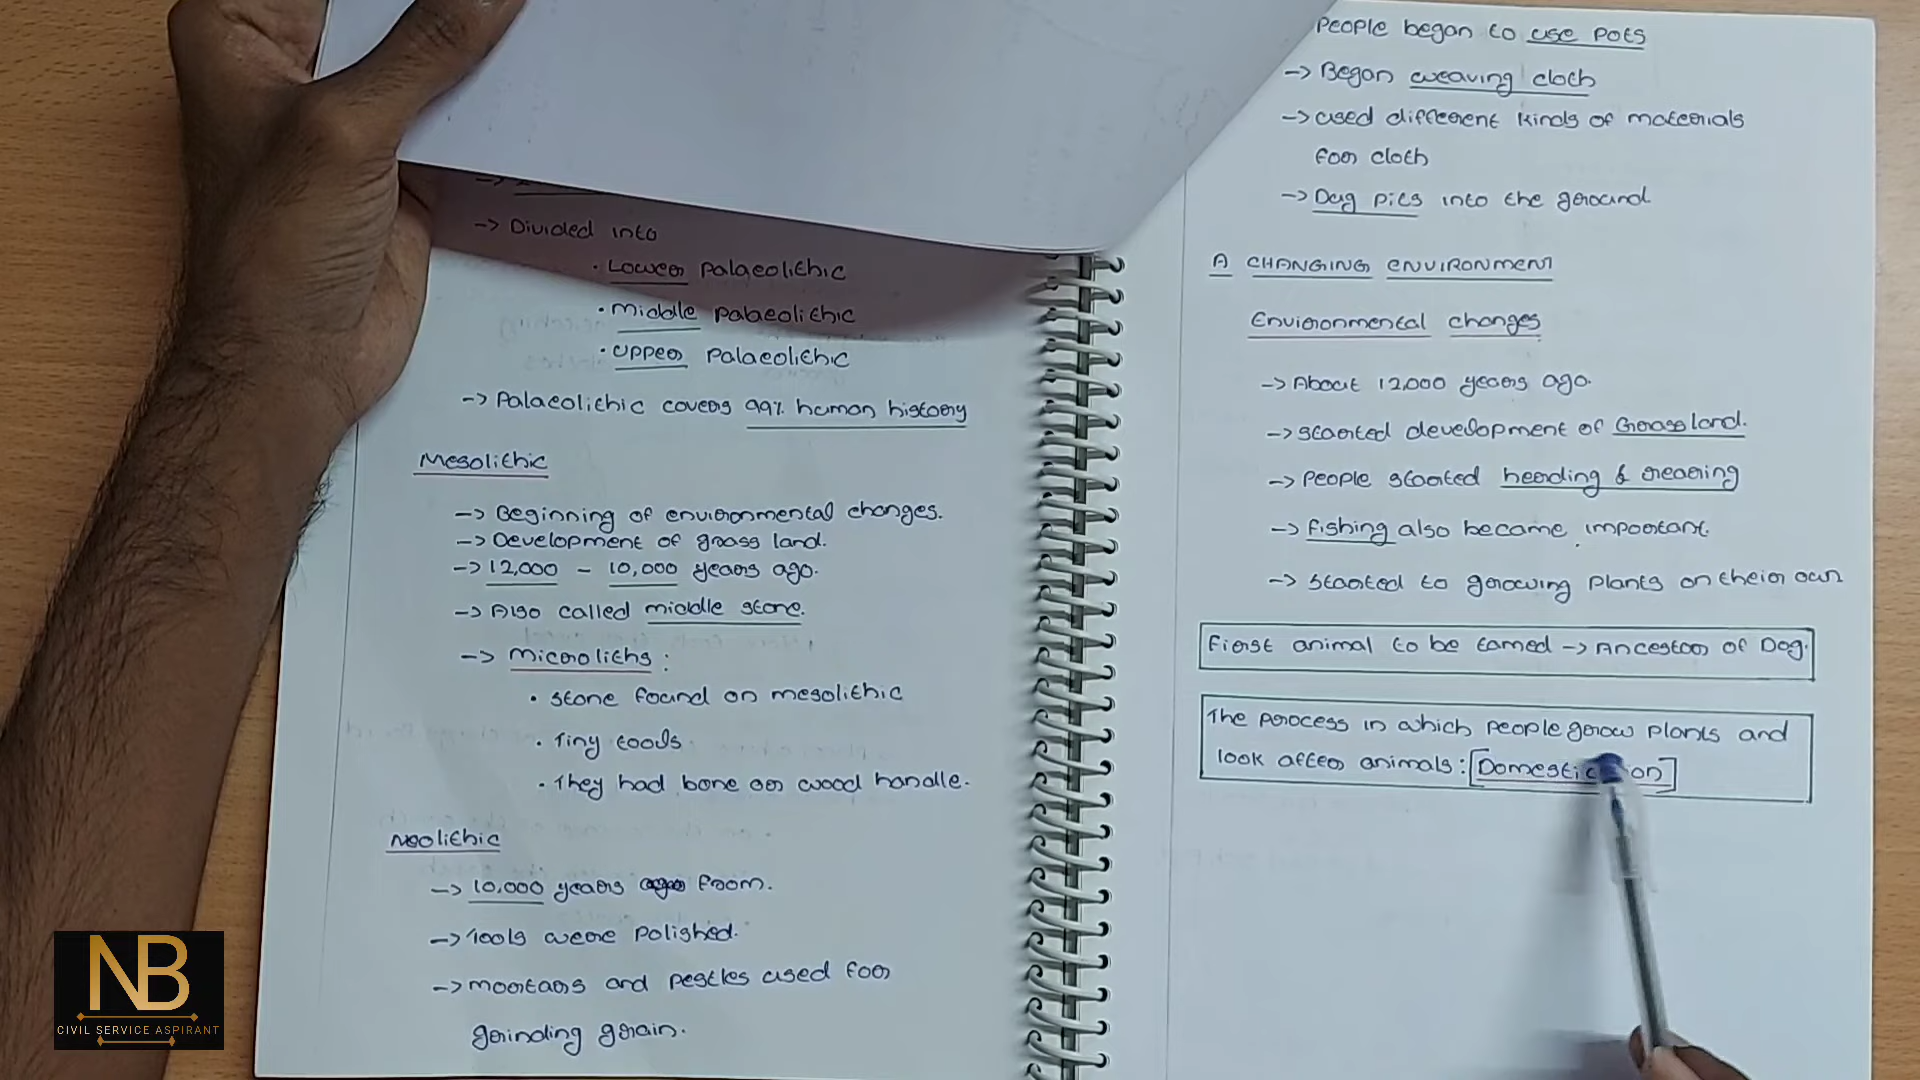 → Divided into
· Lower palaeolithic
· Middle palaeolithic
· upper palaeolithic
→ Palaeolithic covers 99% human history
Mesolithic
→ Beginning of environmental changes.
→ Development of grass land.
→ 12,000 – 10,000 years ago.
→ Also called middle stone.
→ Microliths :
· stone found on mesolithic
· Tiny tools
· They had bone or wood handle.
Neolithic
→ 10,000 years from.
→ Tools were polished.
→ mortars and pestles used for
grinding grain.
People began to use pots
→ Began weaving cloth
→ used different kinds of materials
for cloth
→ Dug pits into the ground.
A CHANGING ENVIRONMENT
Environmental changes
→ About 12,000 years ago.
→ started development of Grassland.
→ People started herding & rearing
→ Fishing also became important.
→ Started to growing plants on their own
First animal to be tamed → Ancestor of Dog.
The process in which people grow plants and
look after animals: [Domestication]
NB
CIVIL SERVICE ASPIRANT